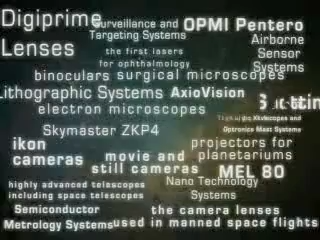 Digiprime
Lenses
Surveillance and
Targeting Systems
OPMI Pentero
the first lasers
for ophthalmology
Airborne
Sensor
Systems
binoculars
surgical microscopes
Lithographic Systems
AxioVision
electron microscopes
Skymaster ZKP4
Optronics Mast Systems
ikon
cameras
projectors for
planetariums
movie and
still cameras
MEL 80
highly advanced telescopes
including space telescopes
Nano Technology
Systems
Semiconductor
Metrology Systems
the camera lenses
used in manned space flights